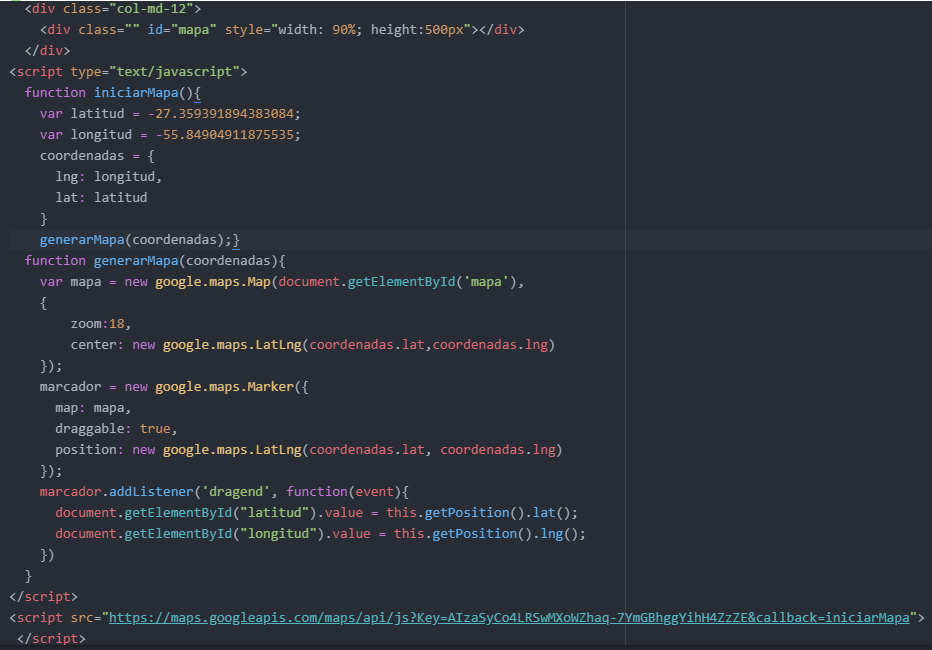 <div class="col-md-12">
<div class="" id="mapa" style="width: 90%; height:500px"></div>
</div>
<script type="text/javascript">
function iniciarMapa(){
var latitud = -27.359391894383084;
var longitud = -55.84904911875535;
coordenadas = {
lng: longitud,
lat: latitud
}
generarMapa(coordenadas);}
function generarMapa(coordenadas){
var mapa = new google.maps.Map(document.getElementById('mapa'),
{
zoom:18,
center: new google.maps.LatLng(coordenadas.lat,coordenadas.lng)
});
marcador = new google.maps.Marker({
map: mapa,
draggable: true,
position: new google.maps.LatLng(coordenadas.lat, coordenadas.lng)
});
marcador.addListener('dragend', function(event){
document.getElementById("latitud").value = this.getPosition().lat();
document.getElementById("longitud").value = this.getPosition().lng();
})
}
</script>
<script src="https://maps.googleapis.com/maps/api/js?Key=AIzaSyCo4LRSwMXoWZhaq-7YmGBhggYihH4ZzZE&callback=iniciarMapa">
</script>